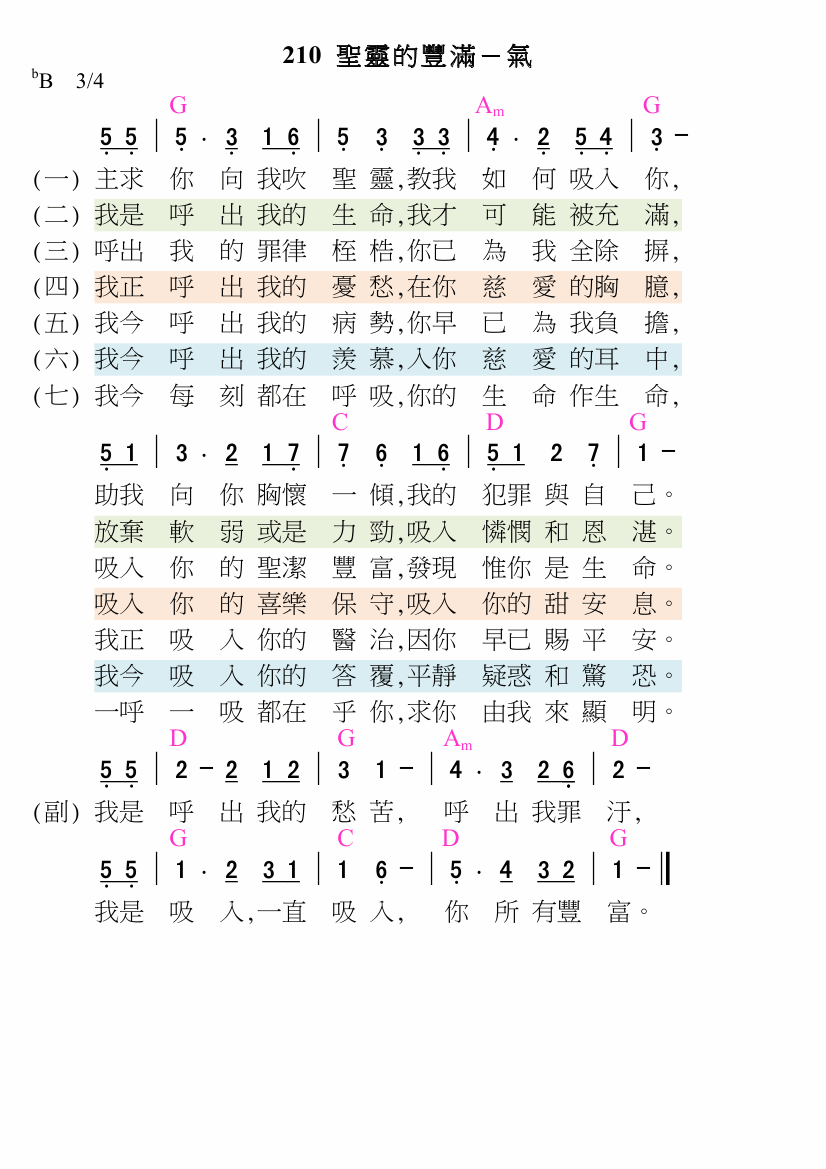 210 聖靈的豐滿－氣
bB 3/4
G Am G
5 5 | 5 · 3 1 6 | 5 3 3 3 | 4 · 2 5 4 | 3 －
(一) 主求 你 向 我吹 聖 靈,教我 如 何 吸入 你,
(二) 我是 呼 出 我的 生 命,我才 可 能 被充 滿,
(三) 呼出 我 的 罪律 桎 梏,你已 為 我 全除 摒,
(四) 我正 呼 出 我的 憂 愁,在你 慈 愛 的胸 臆,
(五) 我今 呼 出 我的 病 勢,你早 已 為 我負 擔,
(六) 我今 呼 出 我的 羨 慕,入你 慈 愛 的耳 中,
(七) 我今 每 刻 都在 呼 吸,你的 生 命 作生 命,
C D G
5 1 | 3 · 2 1 7 | 7 6 1 6 | 5 1 2 7 | 1 －
助我 向 你 胸懷 一 傾,我的 犯罪 與 自 己。
放棄 軟 弱 或是 力 勁,吸入 憐憫 和 恩 湛。
吸入 你 的 聖潔 豐 富,發現 惟你 是 生 命。
吸入 你 的 喜樂 保 守,吸入 你的 甜 安 息。
我正 吸 入 你的 醫 治,因你 早已 賜 平 安。
我今 吸 入 你的 答 覆,平靜 疑惑 和 驚 恐。
一呼 一 吸 都在 乎 你,求你 由我 來 顯 明。
D G Am D
5 5 | 2 － 2 1 2 | 3 1 － | 4 · 3 2 6 | 2 －
(副) 我是 呼 出 我的 愁 苦, 呼 出 我罪 汙,
G C D G
5 5 | 1 · 2 3 1 | 1 6 － | 5 · 4 3 2 | 1 － ‖
我是 吸 入,一直 吸 入, 你 所 有豐 富。